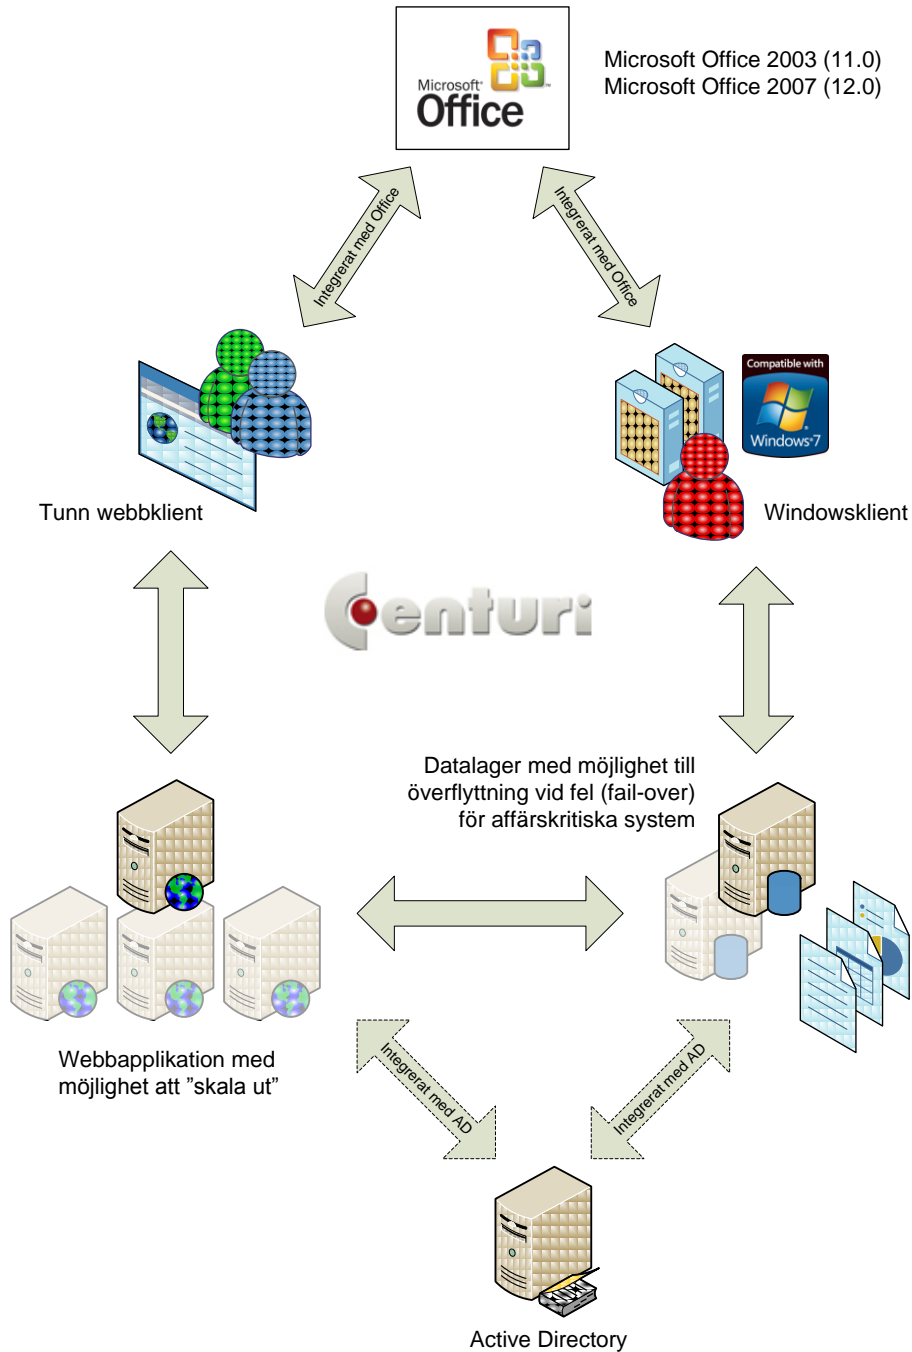 Microsoft
Office
Microsoft Office 2003 (11.0)
Microsoft Office 2007 (12.0)
Integrerat med Office
Integrerat med Office
Compatible with
Windows 7
Tunn webbklient
Windowsklient
Centuri
Datalager med möjlighet till
överflyttning vid fel (fail-over)
för affärskritiska system
Webbapplikation med
möjlighet att ”skala ut”
Integrerat med AD
Integrerat med AD
Active Directory